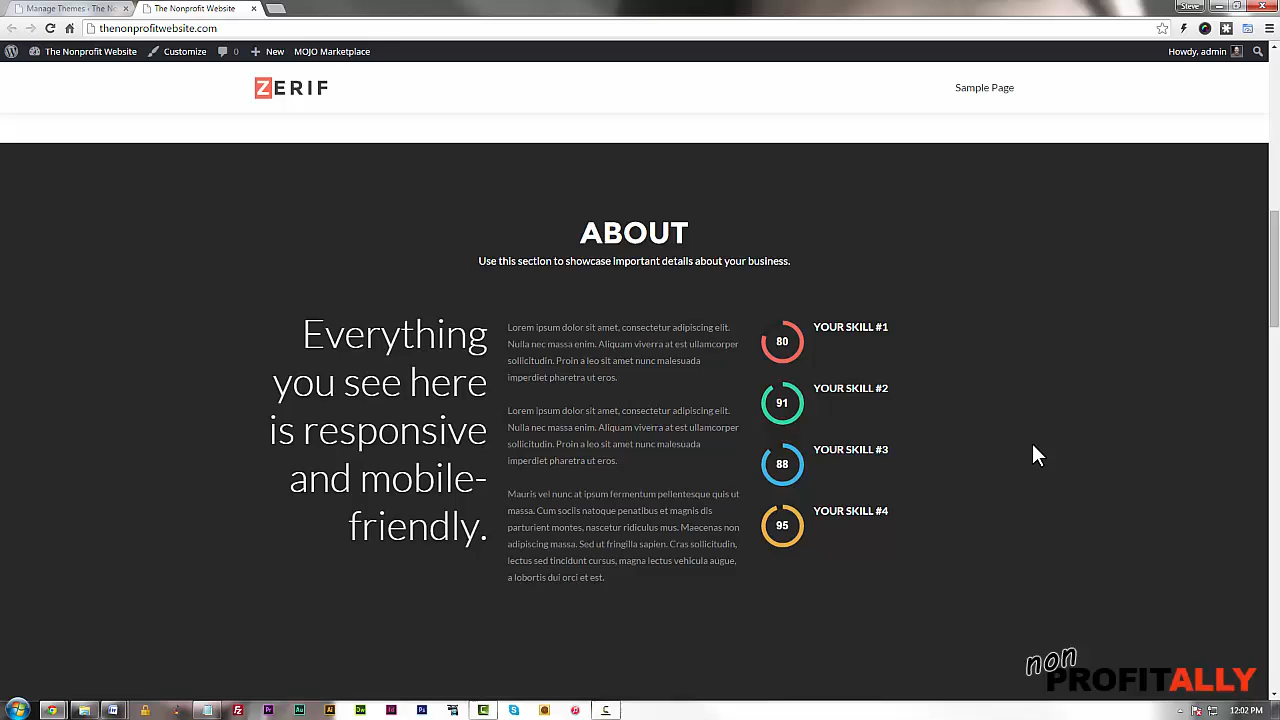 Manage Themes ‹ The No
The Nonprofit Website
Steve
thenonprofitwebsite.com
The Nonprofit Website
Customize
0
New
MOJO Marketplace
Howdy, admin
ZERIF
Sample Page
ABOUT
Use this section to showcase important details about your business.
Everything
you see here
is responsive
and mobile-
friendly.
Lorem ipsum dolor sit amet, consectetur adipiscing elit.
Nulla nec massa enim. Aliquam viverra at est ullamcorper
sollicitudin. Proin a leo sit amet nunc malesuada
imperdiet pharetra ut eros.
Lorem ipsum dolor sit amet, consectetur adipiscing elit.
Nulla nec massa enim. Aliquam viverra at est ullamcorper
sollicitudin. Proin a leo sit amet nunc malesuada
imperdiet pharetra ut eros.
Mauris vel nunc at ipsum fermentum pellentesque quis ut
massa. Cum sociis natoque penatibus et magnis dis
parturient montes, nascetur ridiculus mus. Maecenas non
adipiscing massa. Sed ut fringilla sapien. Cras sollicitudin,
lectus sed tincidunt cursus, magna lectus vehicula augue,
a lobortis dui orci et est.
80
YOUR SKILL #1
91
YOUR SKILL #2
88
YOUR SKILL #3
95
YOUR SKILL #4
non
PROFITALLY
12:02 PM